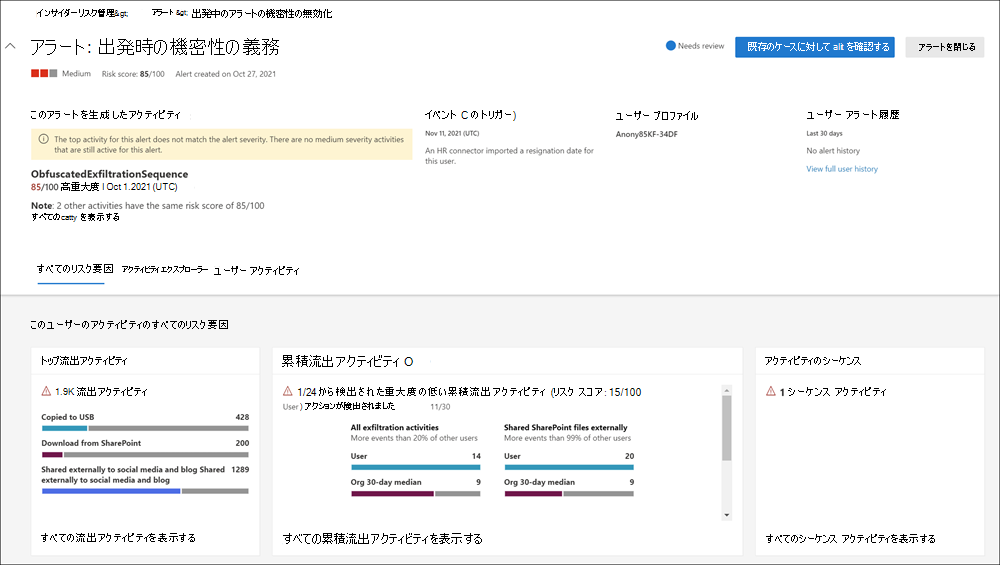 インサイダーリスク管理&gt; アラート &gt; 出発中のアラートの機密性の無効化
アラート: 出発時の機密性の義務
Needs review
既存のケースに対して alt を確認する
アラートを閉じる
Medium Risk score: 85/100 Alert created on Oct 27, 2021
このアラートを生成したアクティビティ
The top activity for this alert does not match the alert severity. There are no medium severity activities
that are still active for this alert.
ObfuscatedExfiltrationSequence
85/100 高重大度 I Oct 1.2021 (UTC)
Note: 2 other activities have the same risk score of 85/100
すべてのcatty を表示する
イベント C のトリガー)
Nov 11, 2021 (UTC)
An HR connector imported a resignation date for
this user.
ユーザー プロファイル
Anony85KF-34DF
ユーザー アラート履歴
Last 30 days
No alert history
View full user history
すべてのリスク要因 アクティビティ エクスプローラー ユーザー アクティビティ
このユーザーのアクティビティのすべてのリスク要因
トップ流出アクティビティ
1.9K 流出アクティビティ
Copied to USB 428
Download from SharePoint 200
Shared externally to social media and blog Shared 1289
externally to social media and blog
すべての流出アクティビティを表示する
累積流出アクティビティ O
1/24から検出された重大度の低い累積流出アクティビティ (リスク スコア: 15/100
User) アクションが検出されました 11/30
All exfiltration activities
More events than 20% of other users
User 14
Org 30-day median 9
Shared SharePoint files externally
More events than 99% of other users
User 20
Org 30-day median 9
すべての累積流出アクティビティを表示する
アクティビティのシーケンス
1 シーケンス アクティビティ
すべてのシーケンス アクティビティを表示する